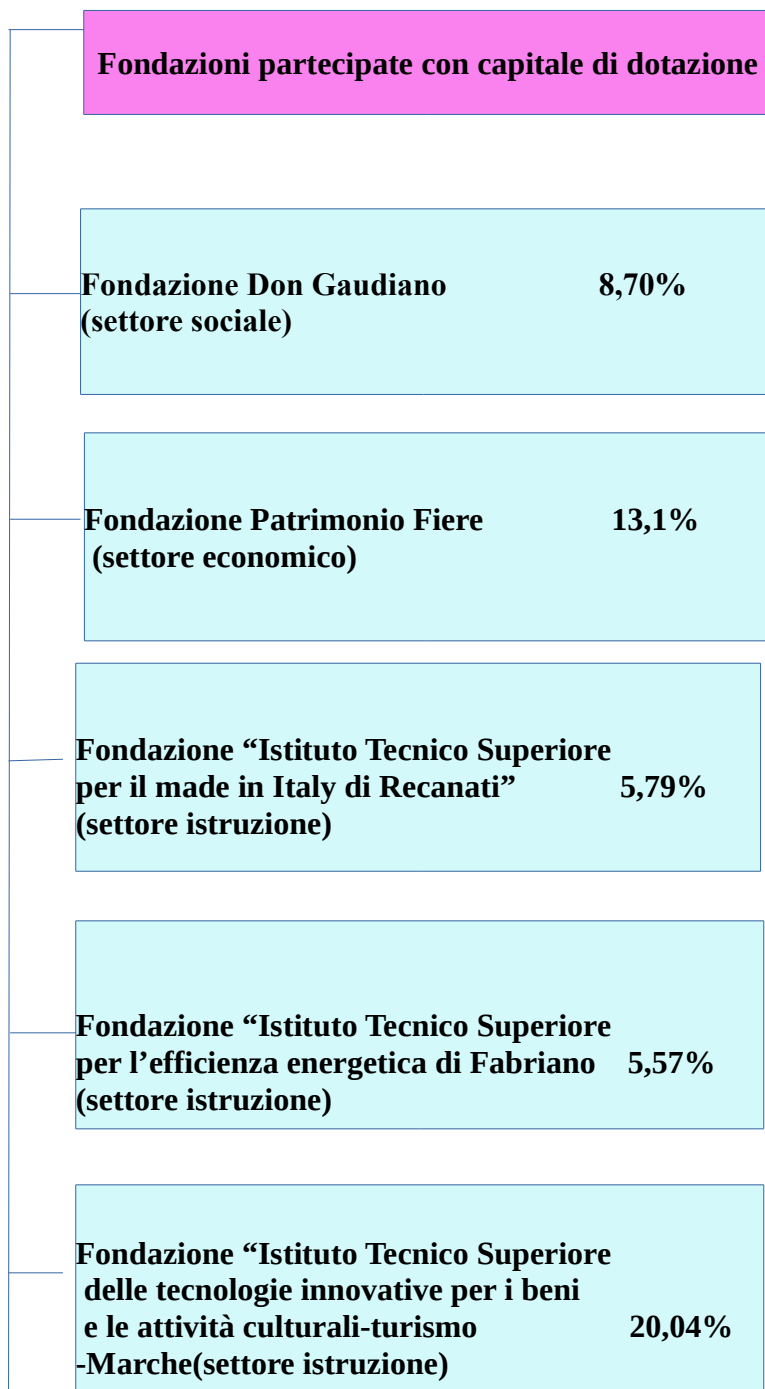 Fondazioni partecipate con capitale di dotazione
Fondazione Don Gaudiano 8,70%
(settore sociale)
Fondazione Patrimonio Fiere 13,1%
(settore economico)
Fondazione “Istituto Tecnico Superiore
per il made in Italy di Recanati” 5,79%
(settore istruzione)
Fondazione “Istituto Tecnico Superiore
per l’efficienza energetica di Fabriano 5,57%
(settore istruzione)
Fondazione “Istituto Tecnico Superiore
delle tecnologie innovative per i beni
e le attività culturali-turismo 20,04%
-Marche(settore istruzione)